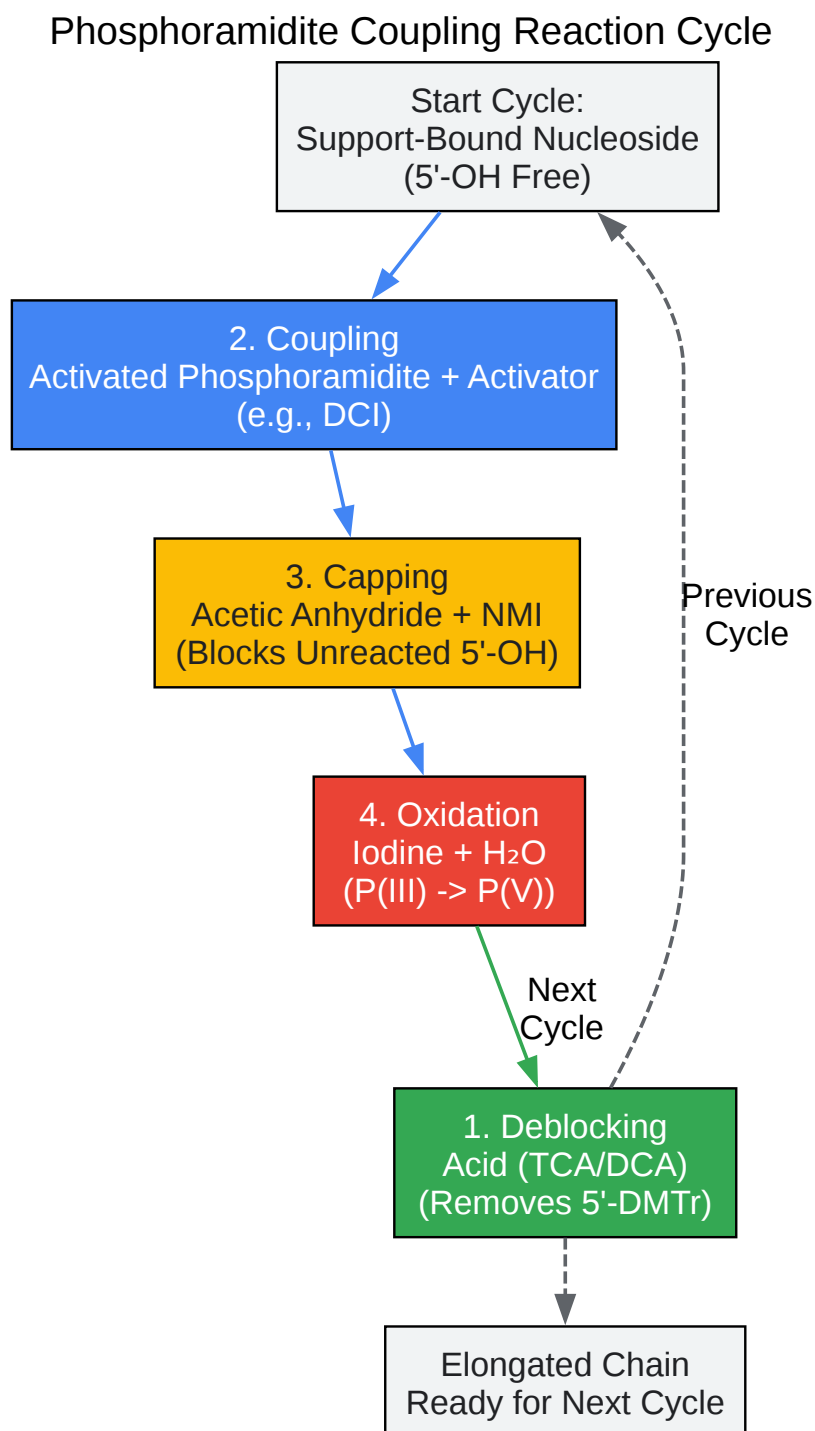 Phosphoramidite Coupling Reaction Cycle
Start Cycle:
Support-Bound Nucleoside
(5'-OH Free)
2. Coupling
Activated Phosphoramidite + Activator
(e.g., DCI)
3. Capping
Acetic Anhydride + NMI
(Blocks Unreacted 5'-OH)
Previous
Cycle
4. Oxidation
Iodine + H₂O
(P(III) -> P(V))
Next
Cycle
1. Deblocking
Acid (TCA/DCA)
(Removes 5'-DMTr)
Elongated Chain
Ready for Next Cycle